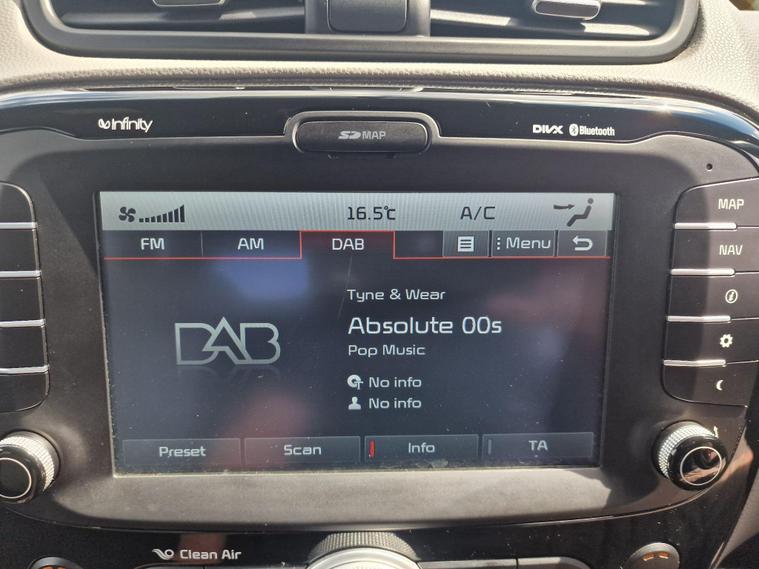 Infinity
SD MAP
DIVX Bluetooth
16.5°c A/C
FM AM DAB Menu
MAP
NAV
Tyne & Wear
DAB
Absolute 00s
Pop Music
No info
No info
Preset Scan Info TA
Clean Air